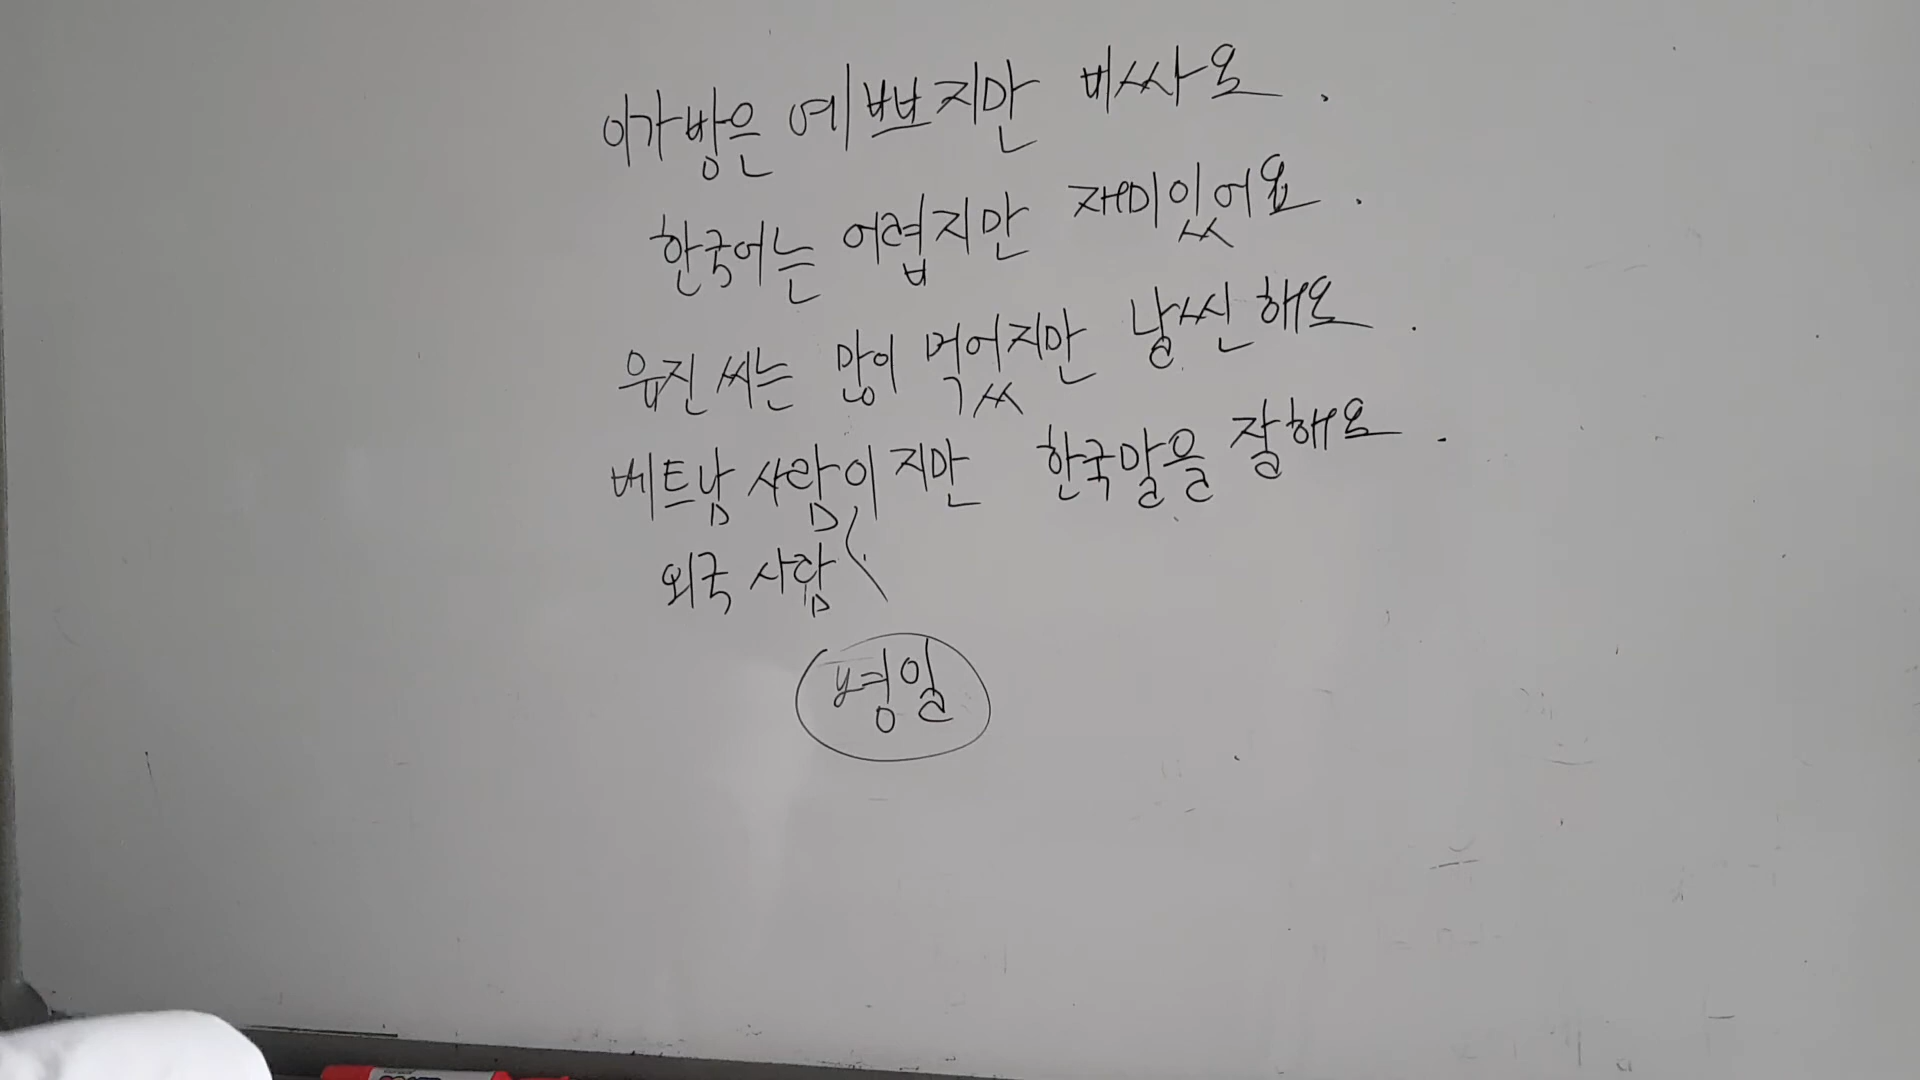 이가방은 예쁘지만 비싸요.
한국어는 어렵지만 재미있어요.
유진 씨는 많이 먹었지만 날씬해요.
베트남 사람이지만 한국말을 잘해요.
외국 사람
병일